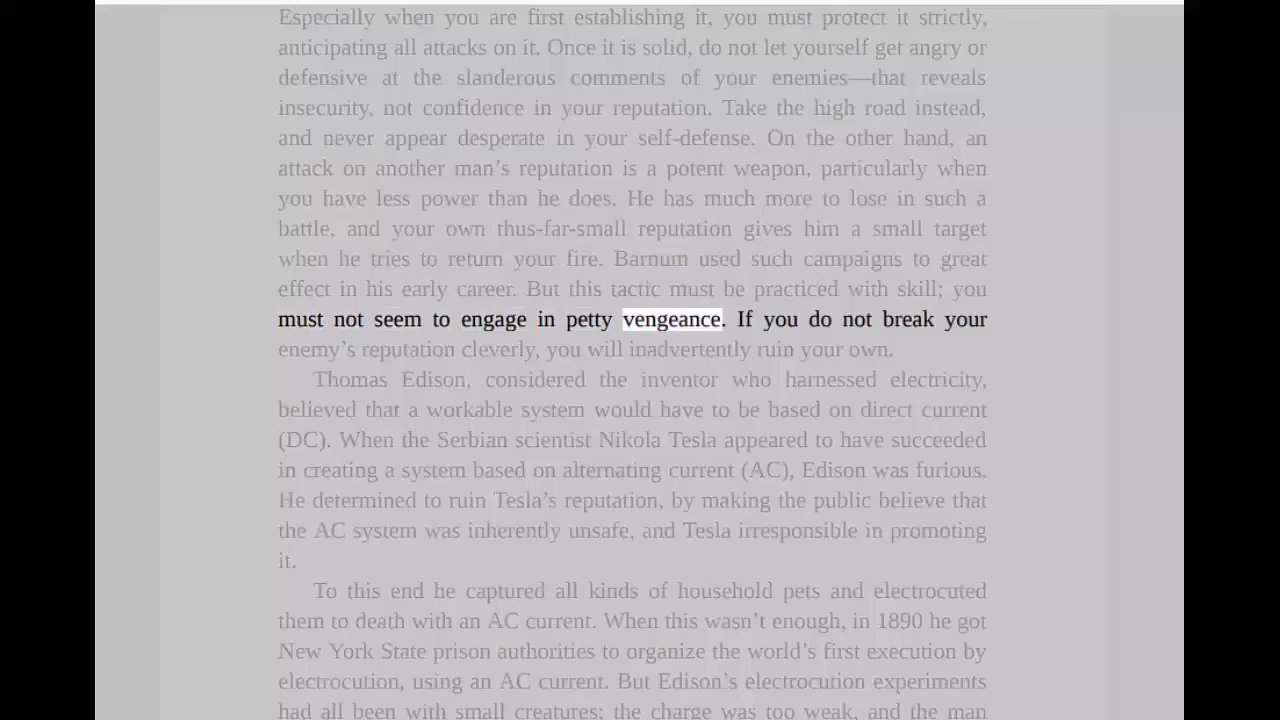 Especially when you are first establishing it, you must protect it strictly,
anticipating all attacks on it. Once it is solid, do not let yourself get angry or
defensive at the slanderous comments of your enemies—that reveals
insecurity, not confidence in your reputation. Take the high road instead,
and never appear desperate in your self-defense. On the other hand, an
attack on another man’s reputation is a potent weapon, particularly when
you have less power than he does. He has much more to lose in such a
battle, and your own thus-far-small reputation gives him a small target
when he tries to return your fire. Barnum used such campaigns to great
effect in his early career. But this tactic must be practiced with skill; you
must not seem to engage in petty vengeance. If you do not break your
enemy’s reputation cleverly, you will inadvertently ruin your own.
Thomas Edison, considered the inventor who harnessed electricity,
believed that a workable system would have to be based on direct current
(DC). When the Serbian scientist Nikola Tesla appeared to have succeeded
in creating a system based on alternating current (AC), Edison was furious.
He determined to ruin Tesla’s reputation, by making the public believe that
the AC system was inherently unsafe, and Tesla irresponsible in promoting
it.
To this end he captured all kinds of household pets and electrocuted
them to death with an AC current. When this wasn’t enough, in 1890 he got
New York State prison authorities to organize the world’s first execution by
electrocution, using an AC current. But Edison’s electrocution experiments
had all been with small creatures; the charge was too weak, and the man